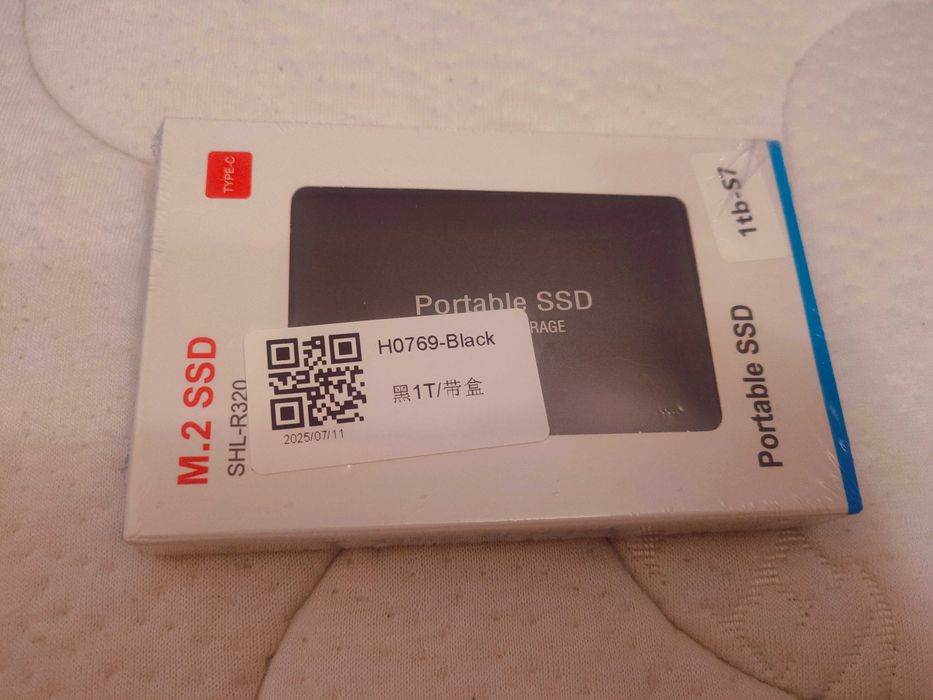 TYPE-C
M.2 SSD
SHL-R320
Portable SSD
RAGE
H0769-Black
黑1T/带盒
2025/07/11
1tb-S7
Portable SSD